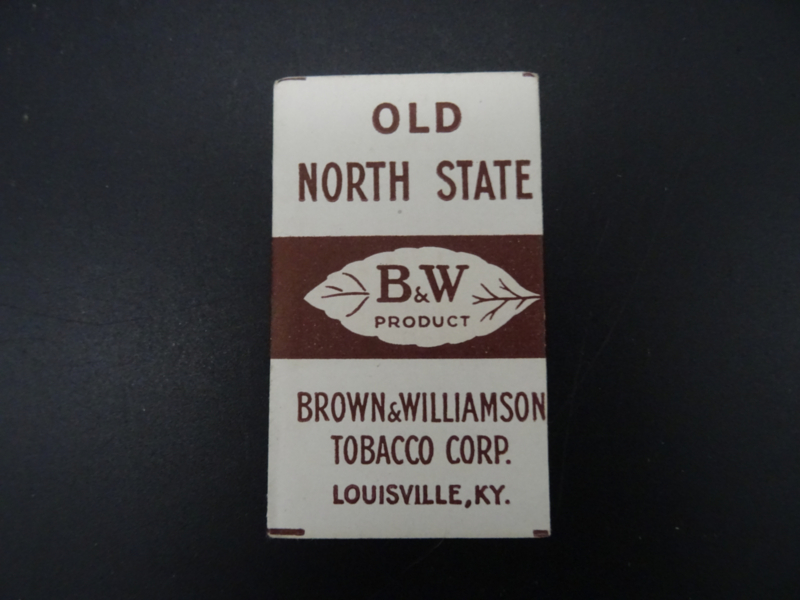 OLD
NORTH STATE
B&W
PRODUCT
BROWN&WILLIAMSON
TOBACCO CORP.
LOUISVILLE, KY.